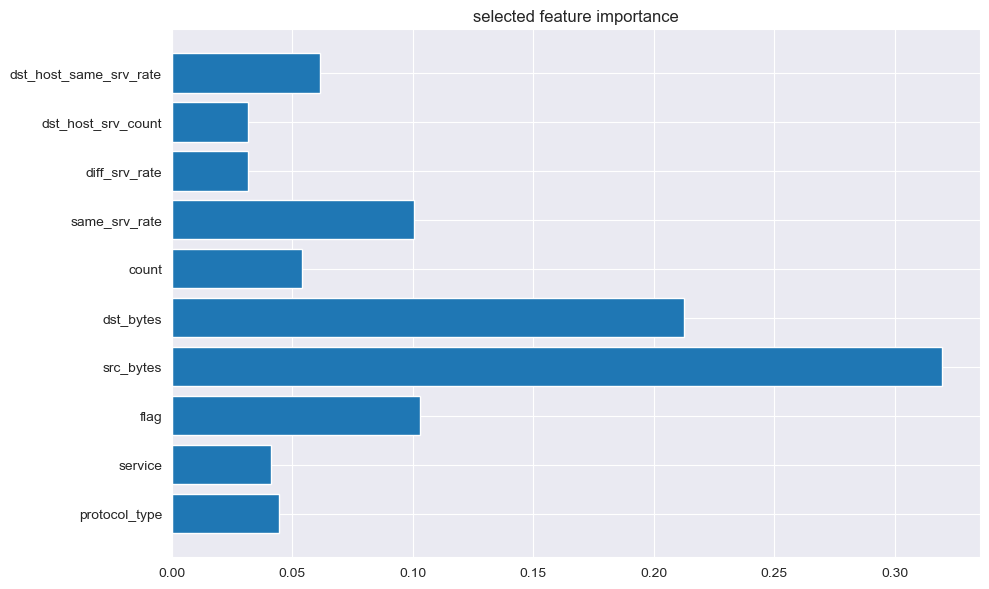 selected feature importance
dst_host_same_srv_rate
dst_host_srv_count
diff_srv_rate
same_srv_rate
count
dst_bytes
src_bytes
flag
service
protocol_type
0.00 0.05 0.10 0.15 0.20 0.25 0.30